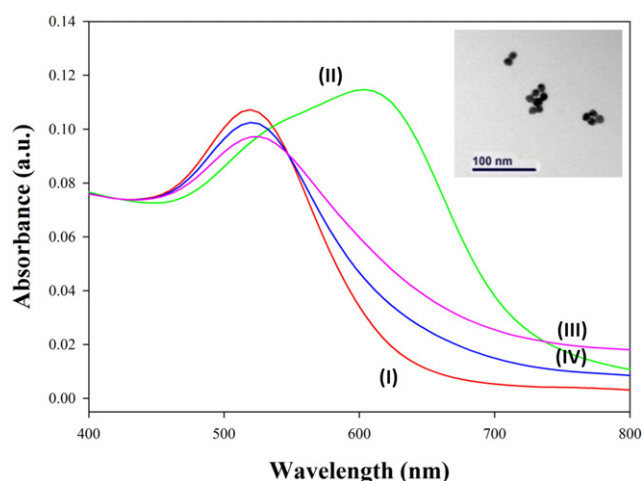 0.14
0.12
0.10
0.08
0.06
0.04
0.02
0.00
Absorbance (a.u.)
400
500
600
700
800
Wavelength (nm)
(II)
(III)
(IV)
(I)
100 nm